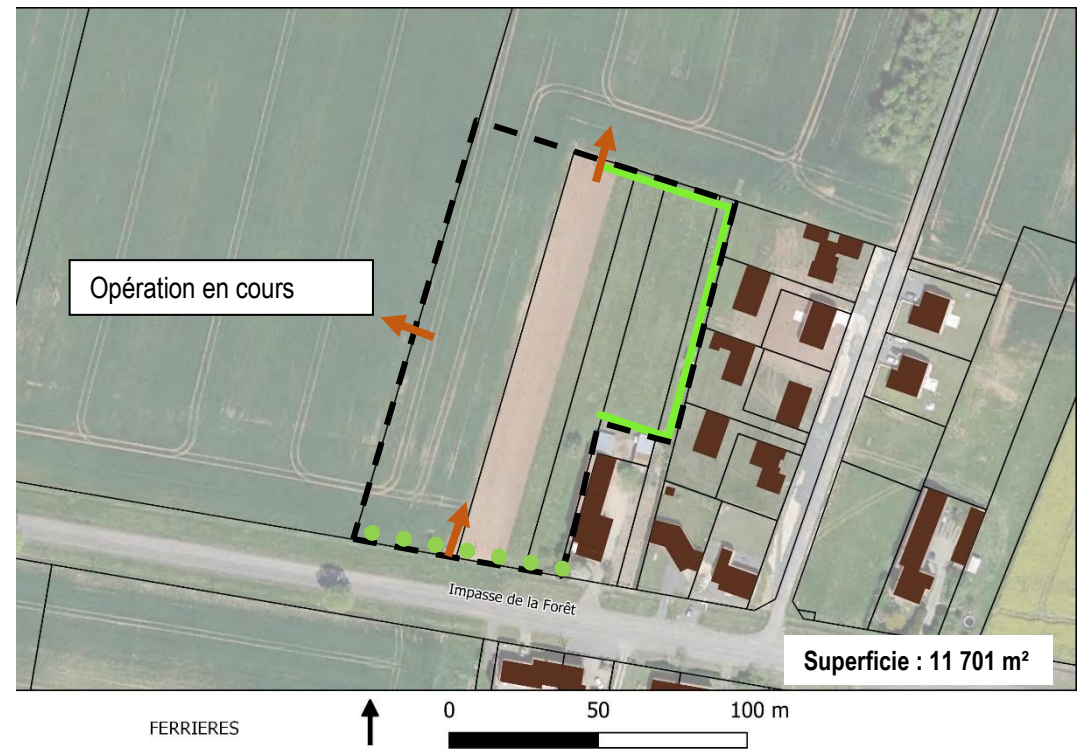 Opération en cours
Impasse de la Forêt
Superficie : 11 701 m²
FERRIERES
0 50 100 m